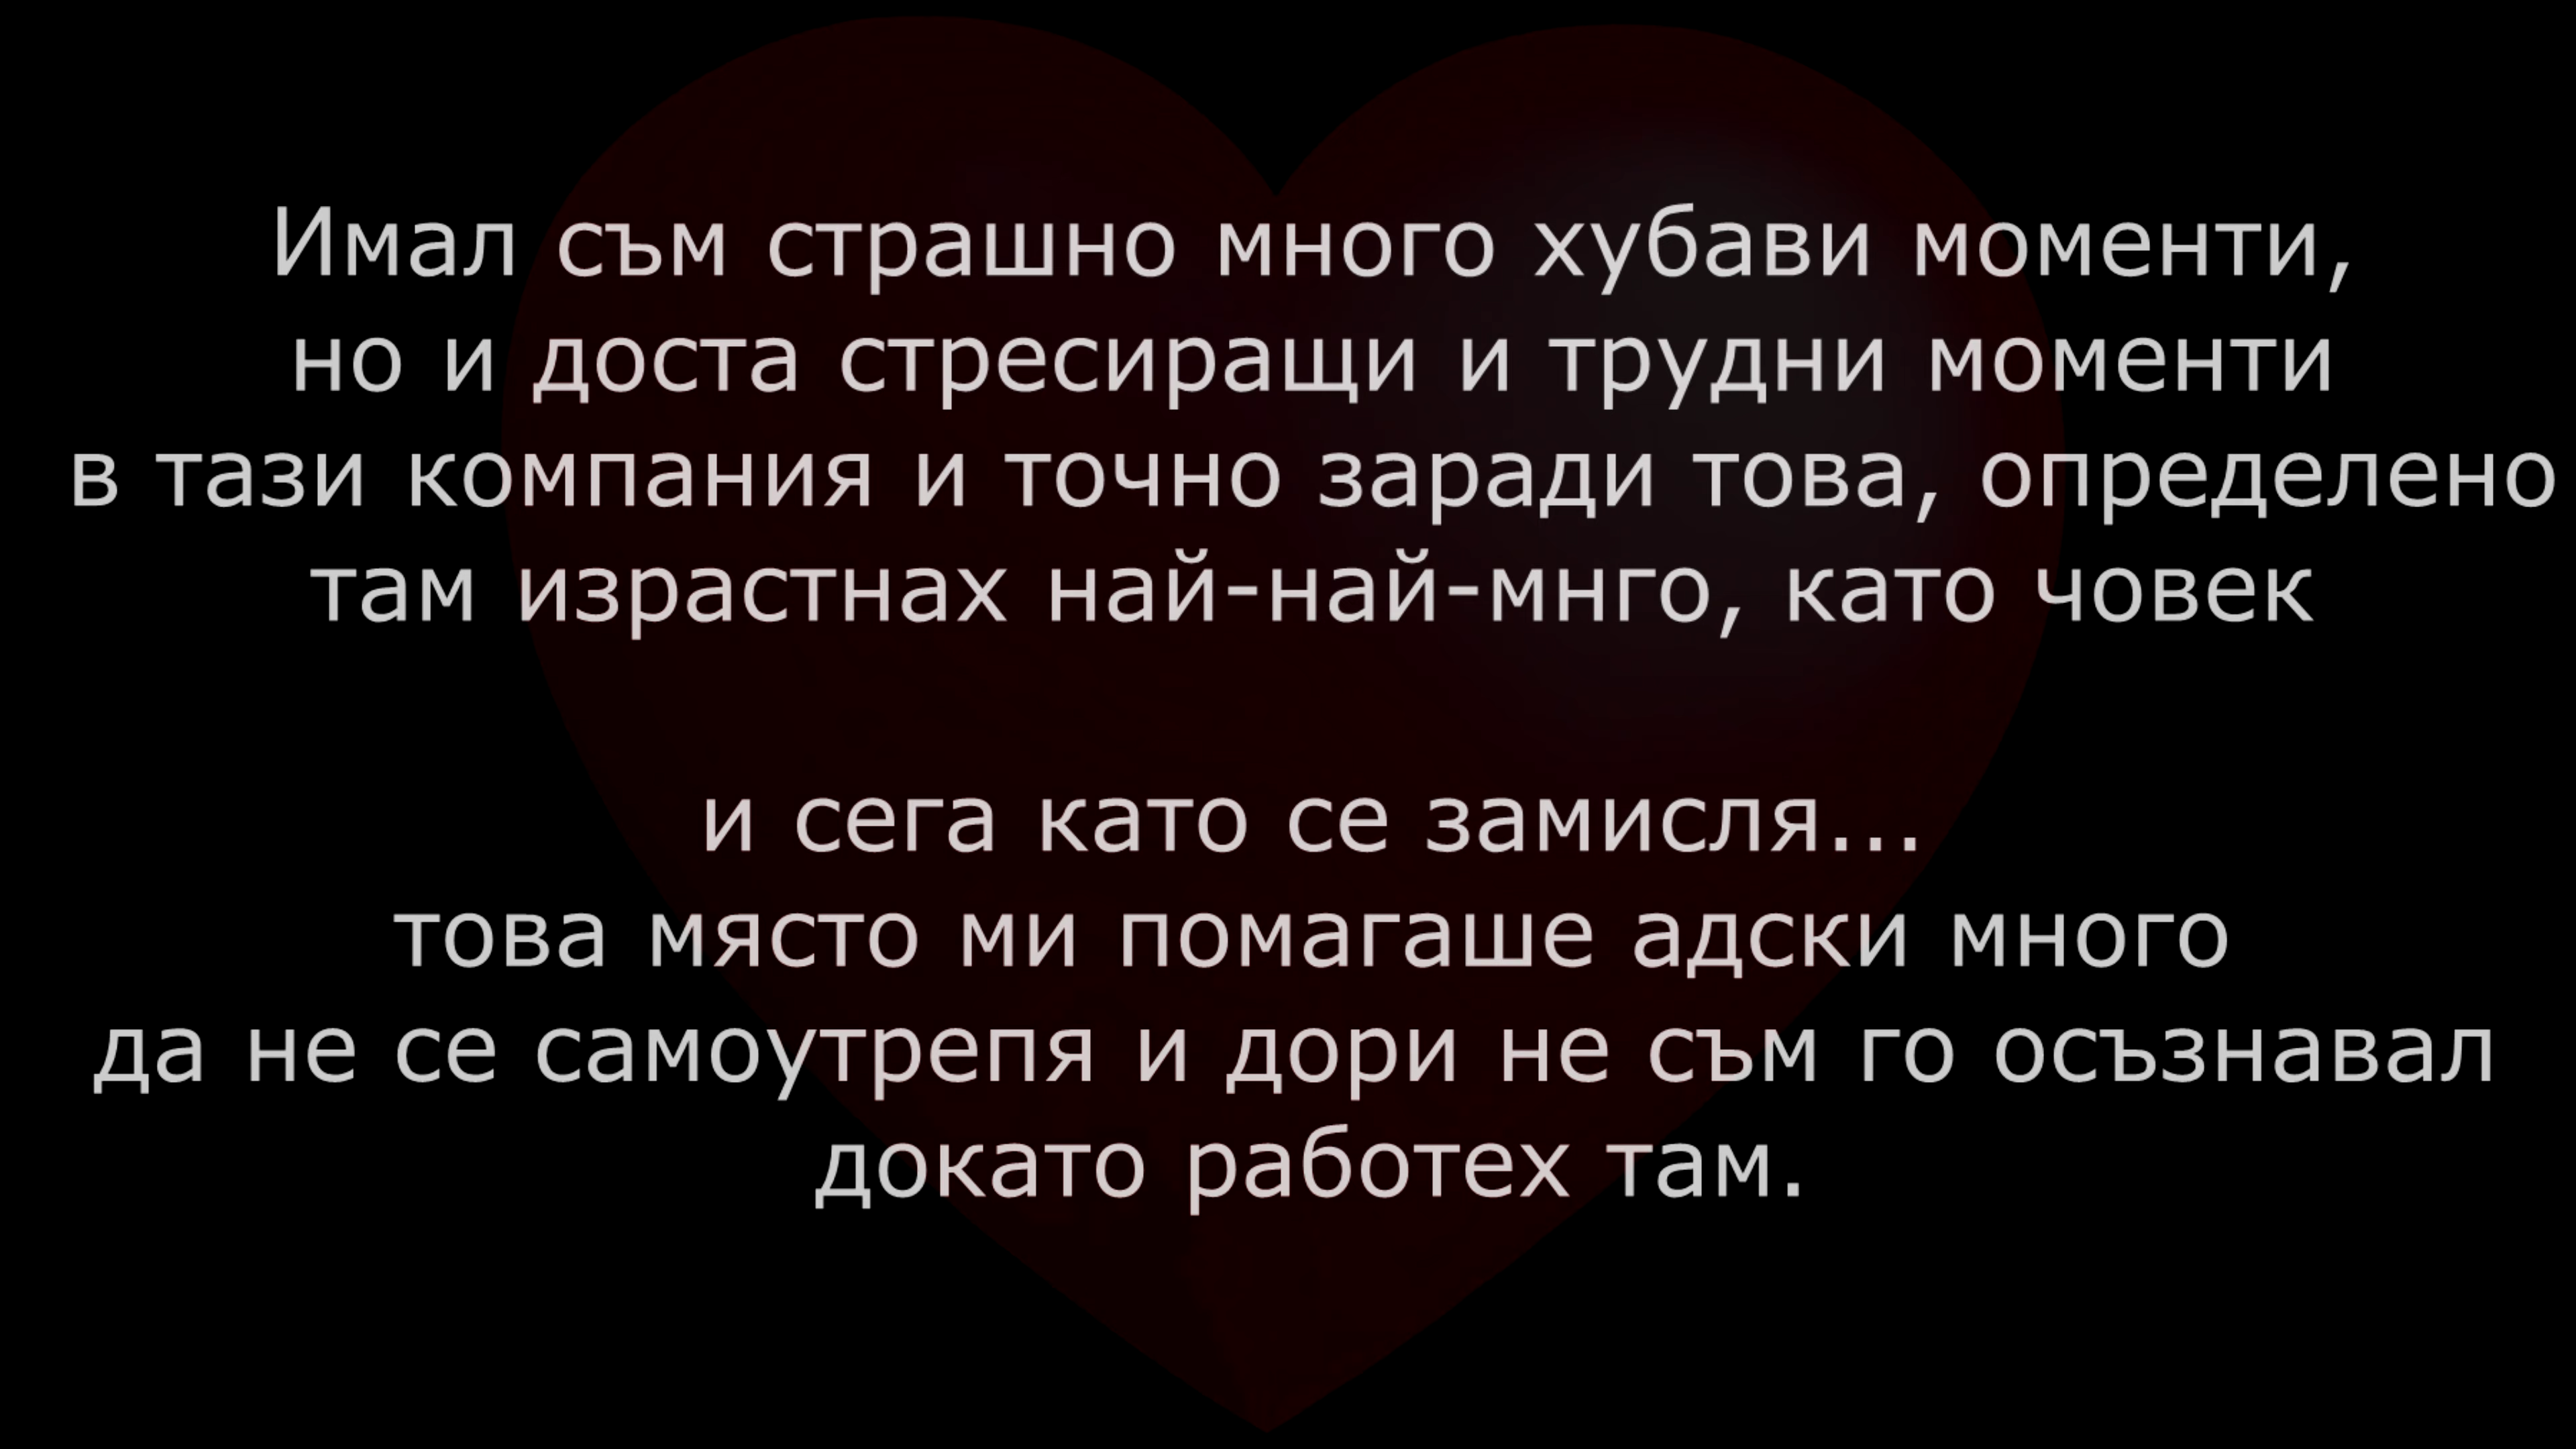 Имал съм страшно много хубави моменти,
но и доста стресиращи и трудни моменти
в тази компания и точно заради това, определено
там израстнах най-най-мнго, като човек
и сега като се замисля...
това място ми помагаше адски много
да не се самоутрепя и дори не съм го осъзнавал
докато работех там.